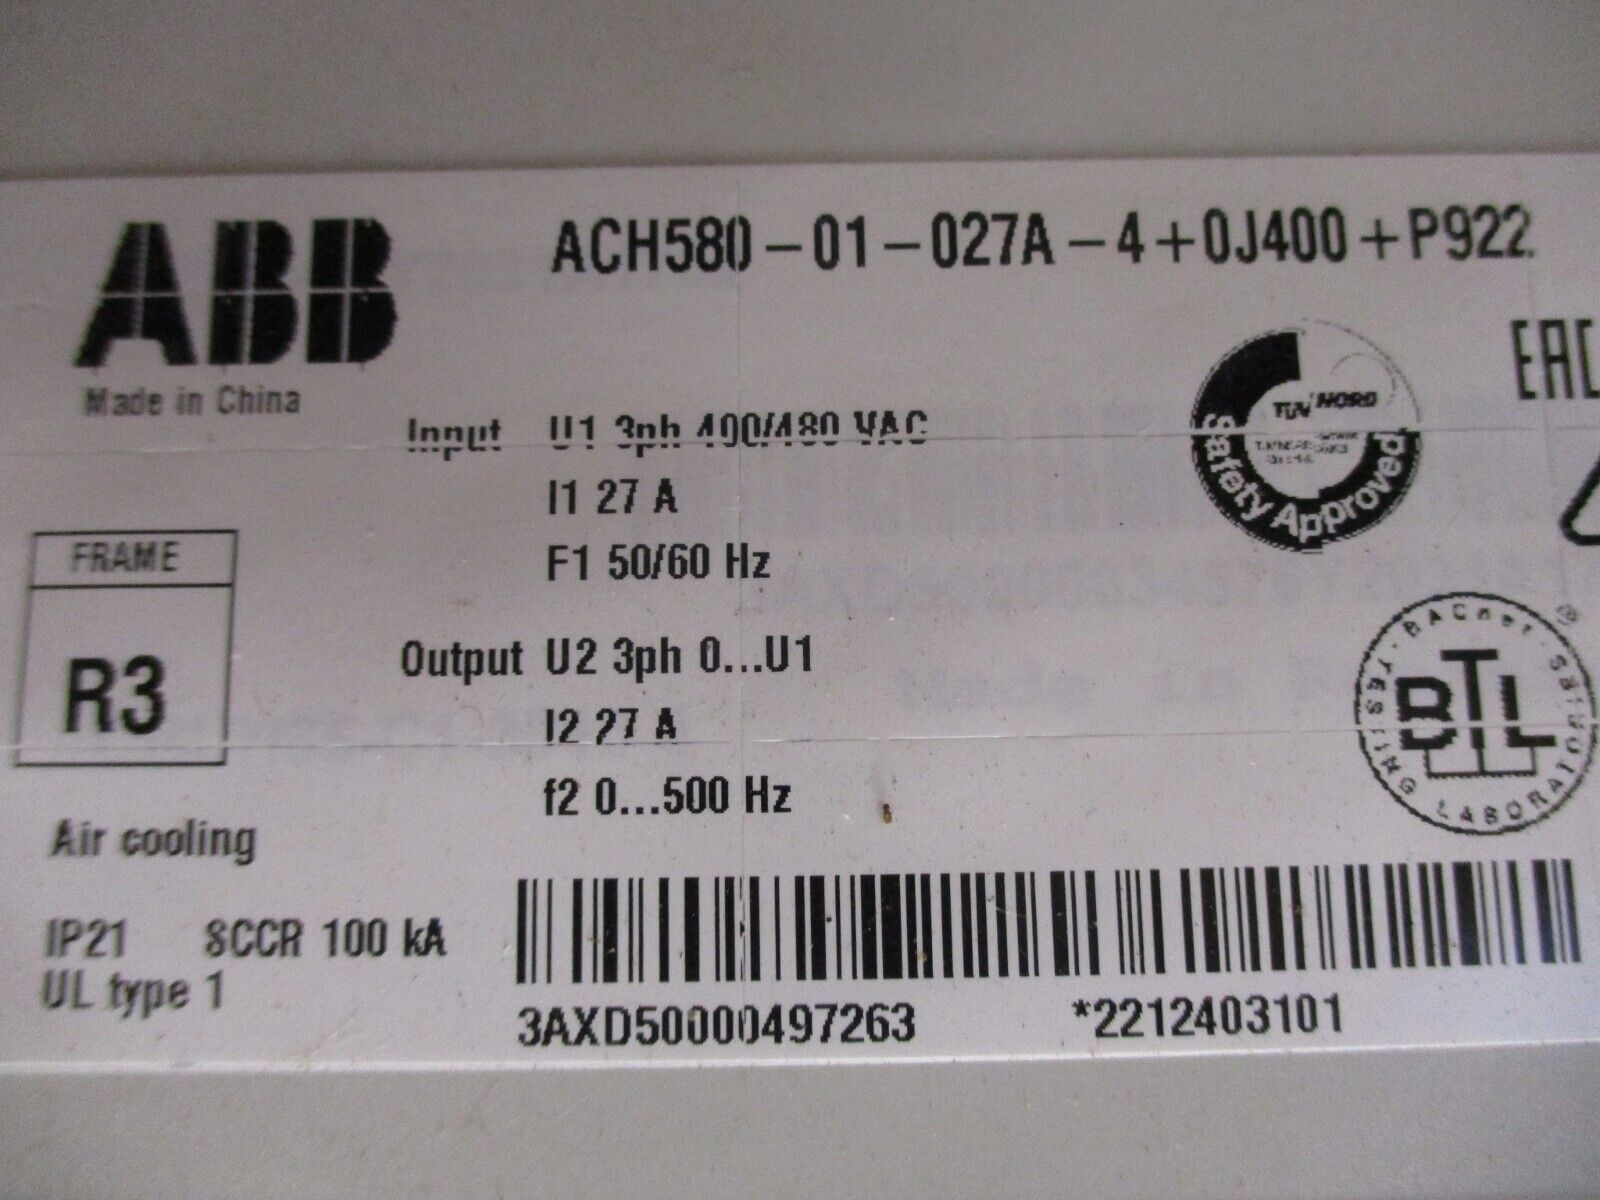 ABB
ACH580-01-027A-4+0J400+P922
Made in China
Input U1 3ph 400/480 VAC
I1 27 A
F1 50/60 Hz
Output U2 3ph 0...U1
I2 27 A
f2 0...500 Hz
FRAME
R3
Air cooling
IP21 SCCR 100 kA
UL type 1
3AXD50000497263 *2212403101
TÜV NORD
Safety Approved
EAC
BACnet TESTING LABORATORIES ®
BTL